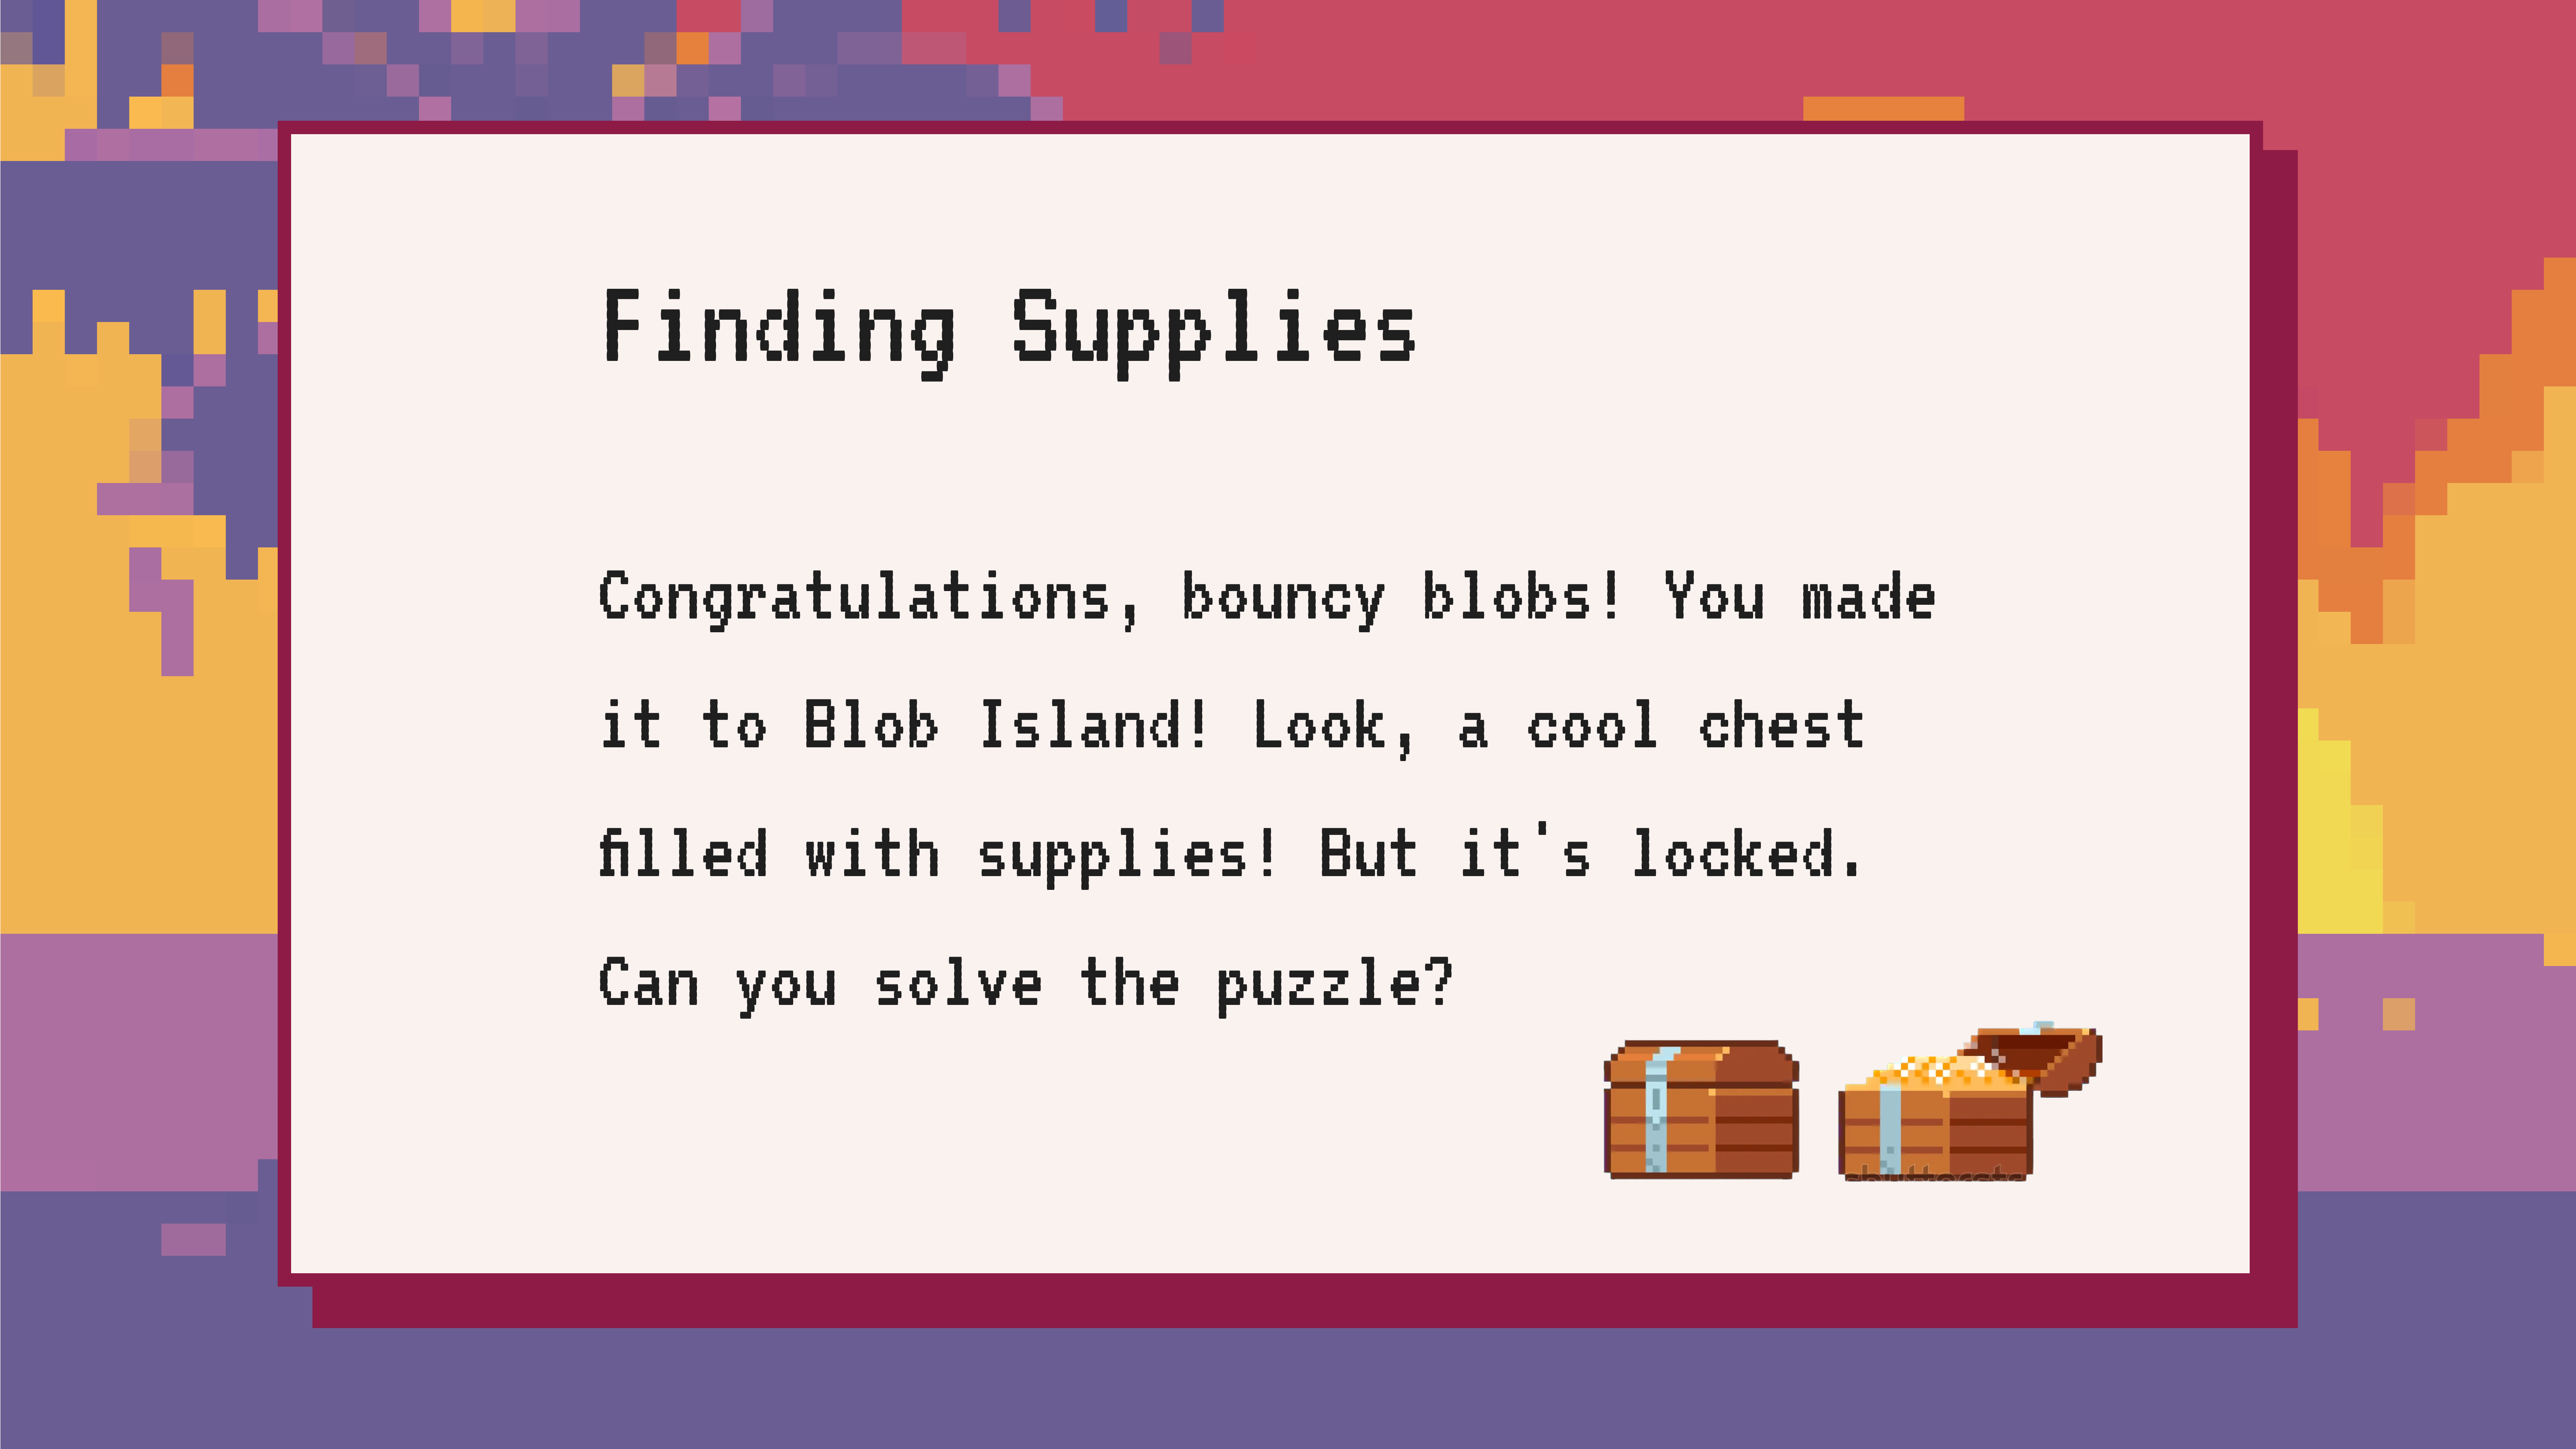 Finding Supplies
Congratulations, bouncy blobs! You made
it to Blob Island! Look, a cool chest
filled with supplies! But it's locked.
Can you solve the puzzle?